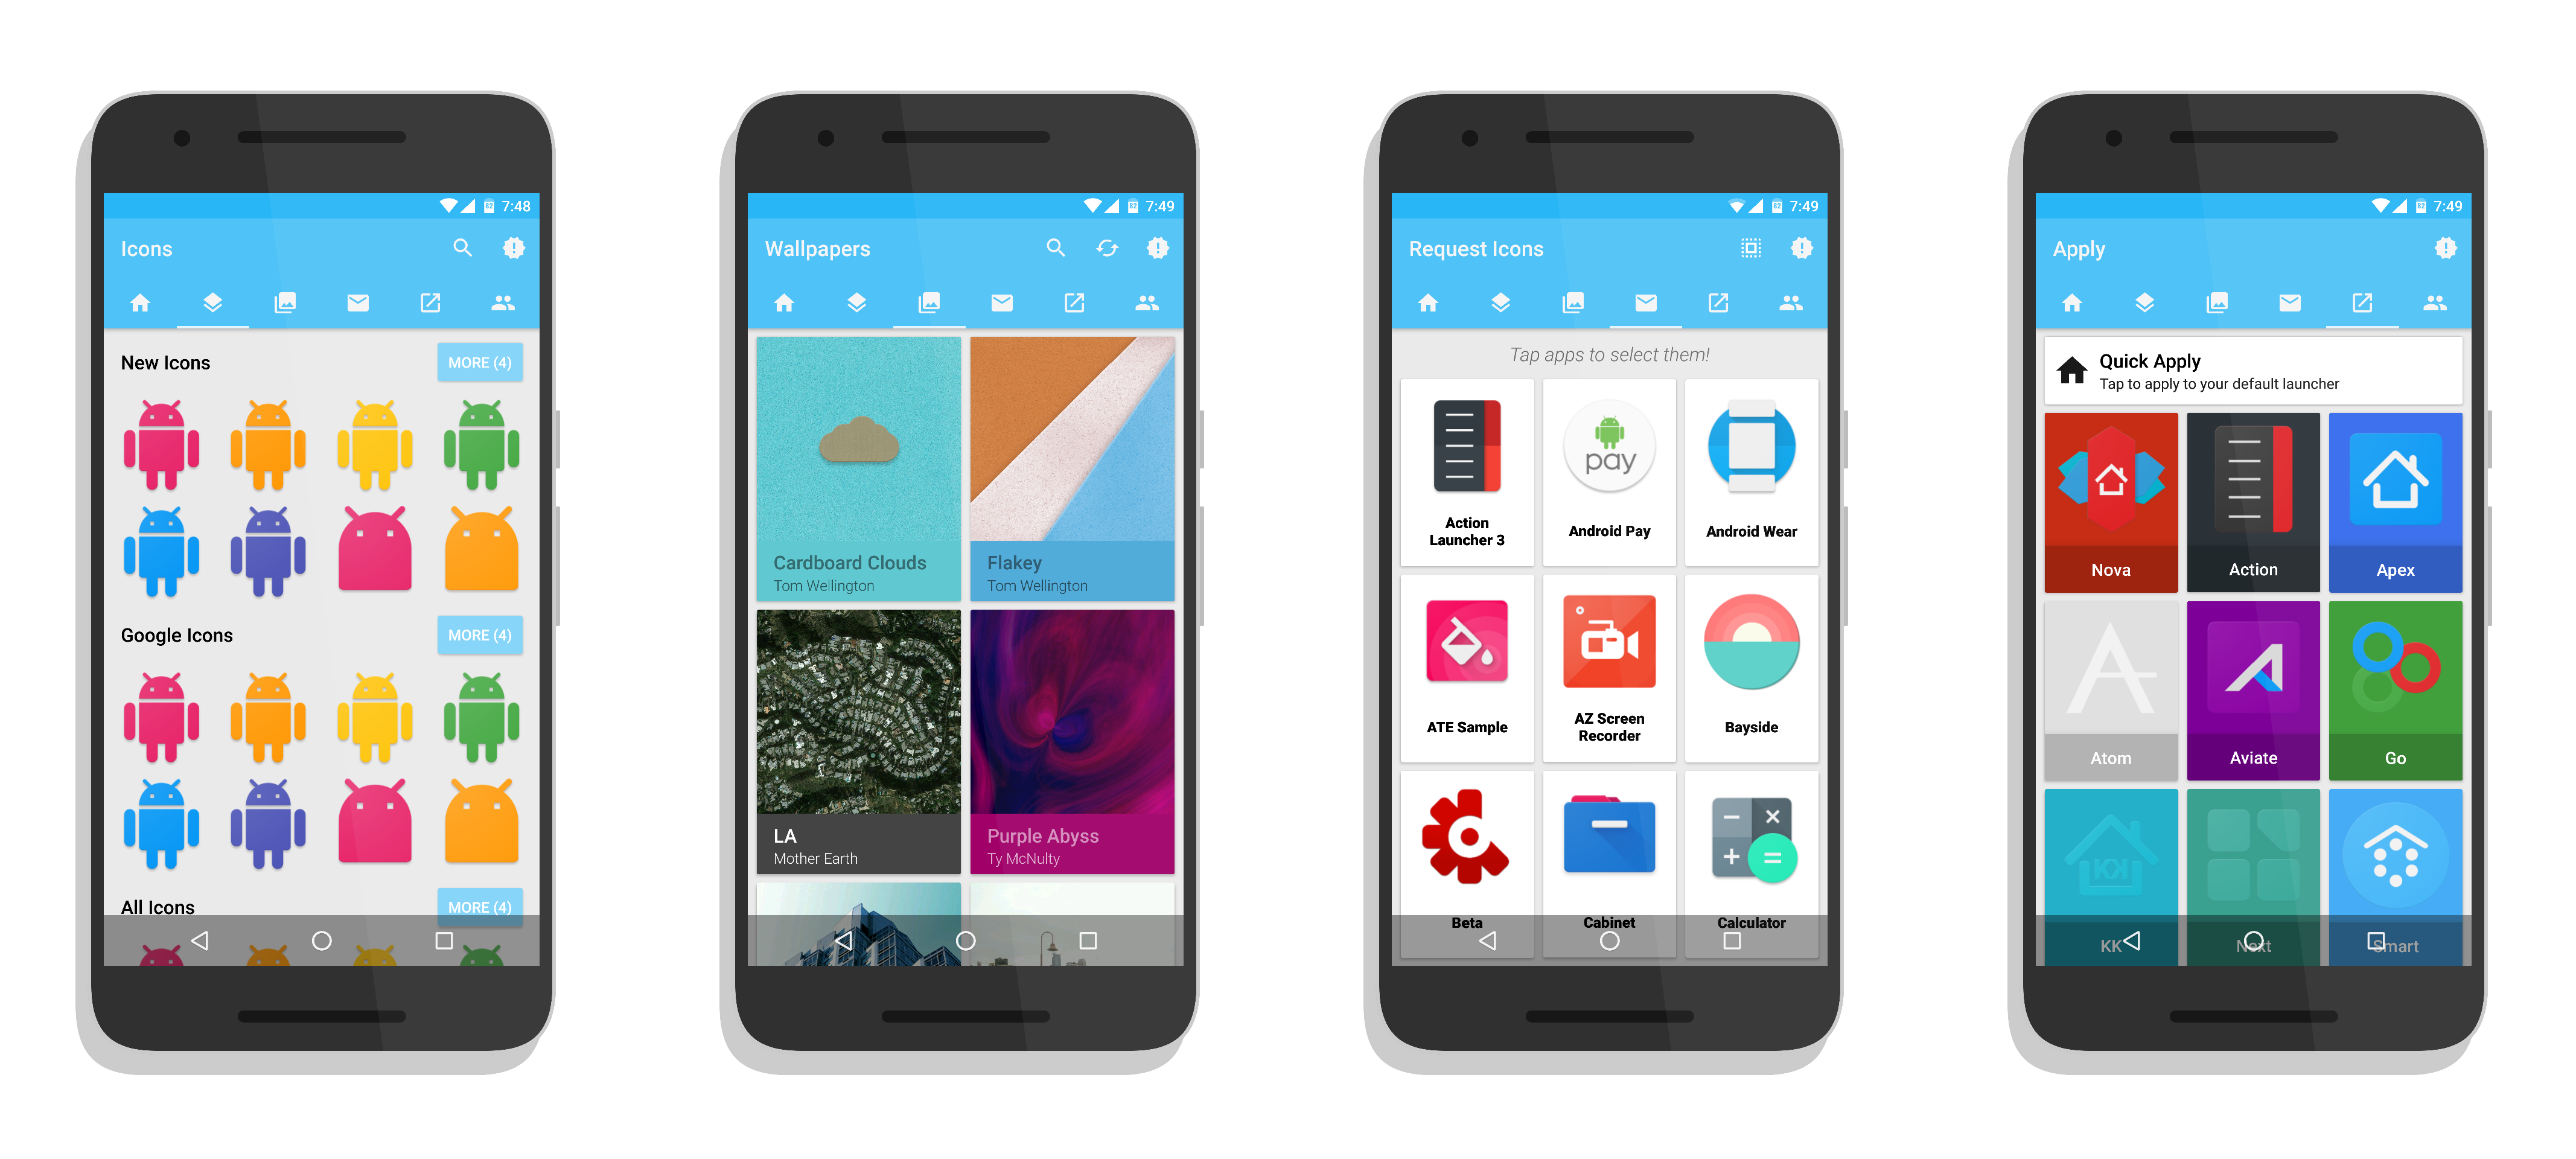 7:48
Icons
New Icons
MORE (4)
Google Icons
MORE (4)
All Icons
MORE (4)
7:49
Wallpapers
Cardboard Clouds
Tom Wellington
Flakey
Tom Wellington
LA
Mother Earth
Purple Abyss
Ty McNulty
7:49
Request Icons
Tap apps to select them!
Action
Launcher 3
pay
Android Pay
Android Wear
ATE Sample
AZ Screen
Recorder
Bayside
Beta
Cabinet
Calculator
7:49
Apply
Quick Apply
Tap to apply to your default launcher
Nova
Action
Apex
Atom
Aviate
Go
KK
KK
Next
Smart